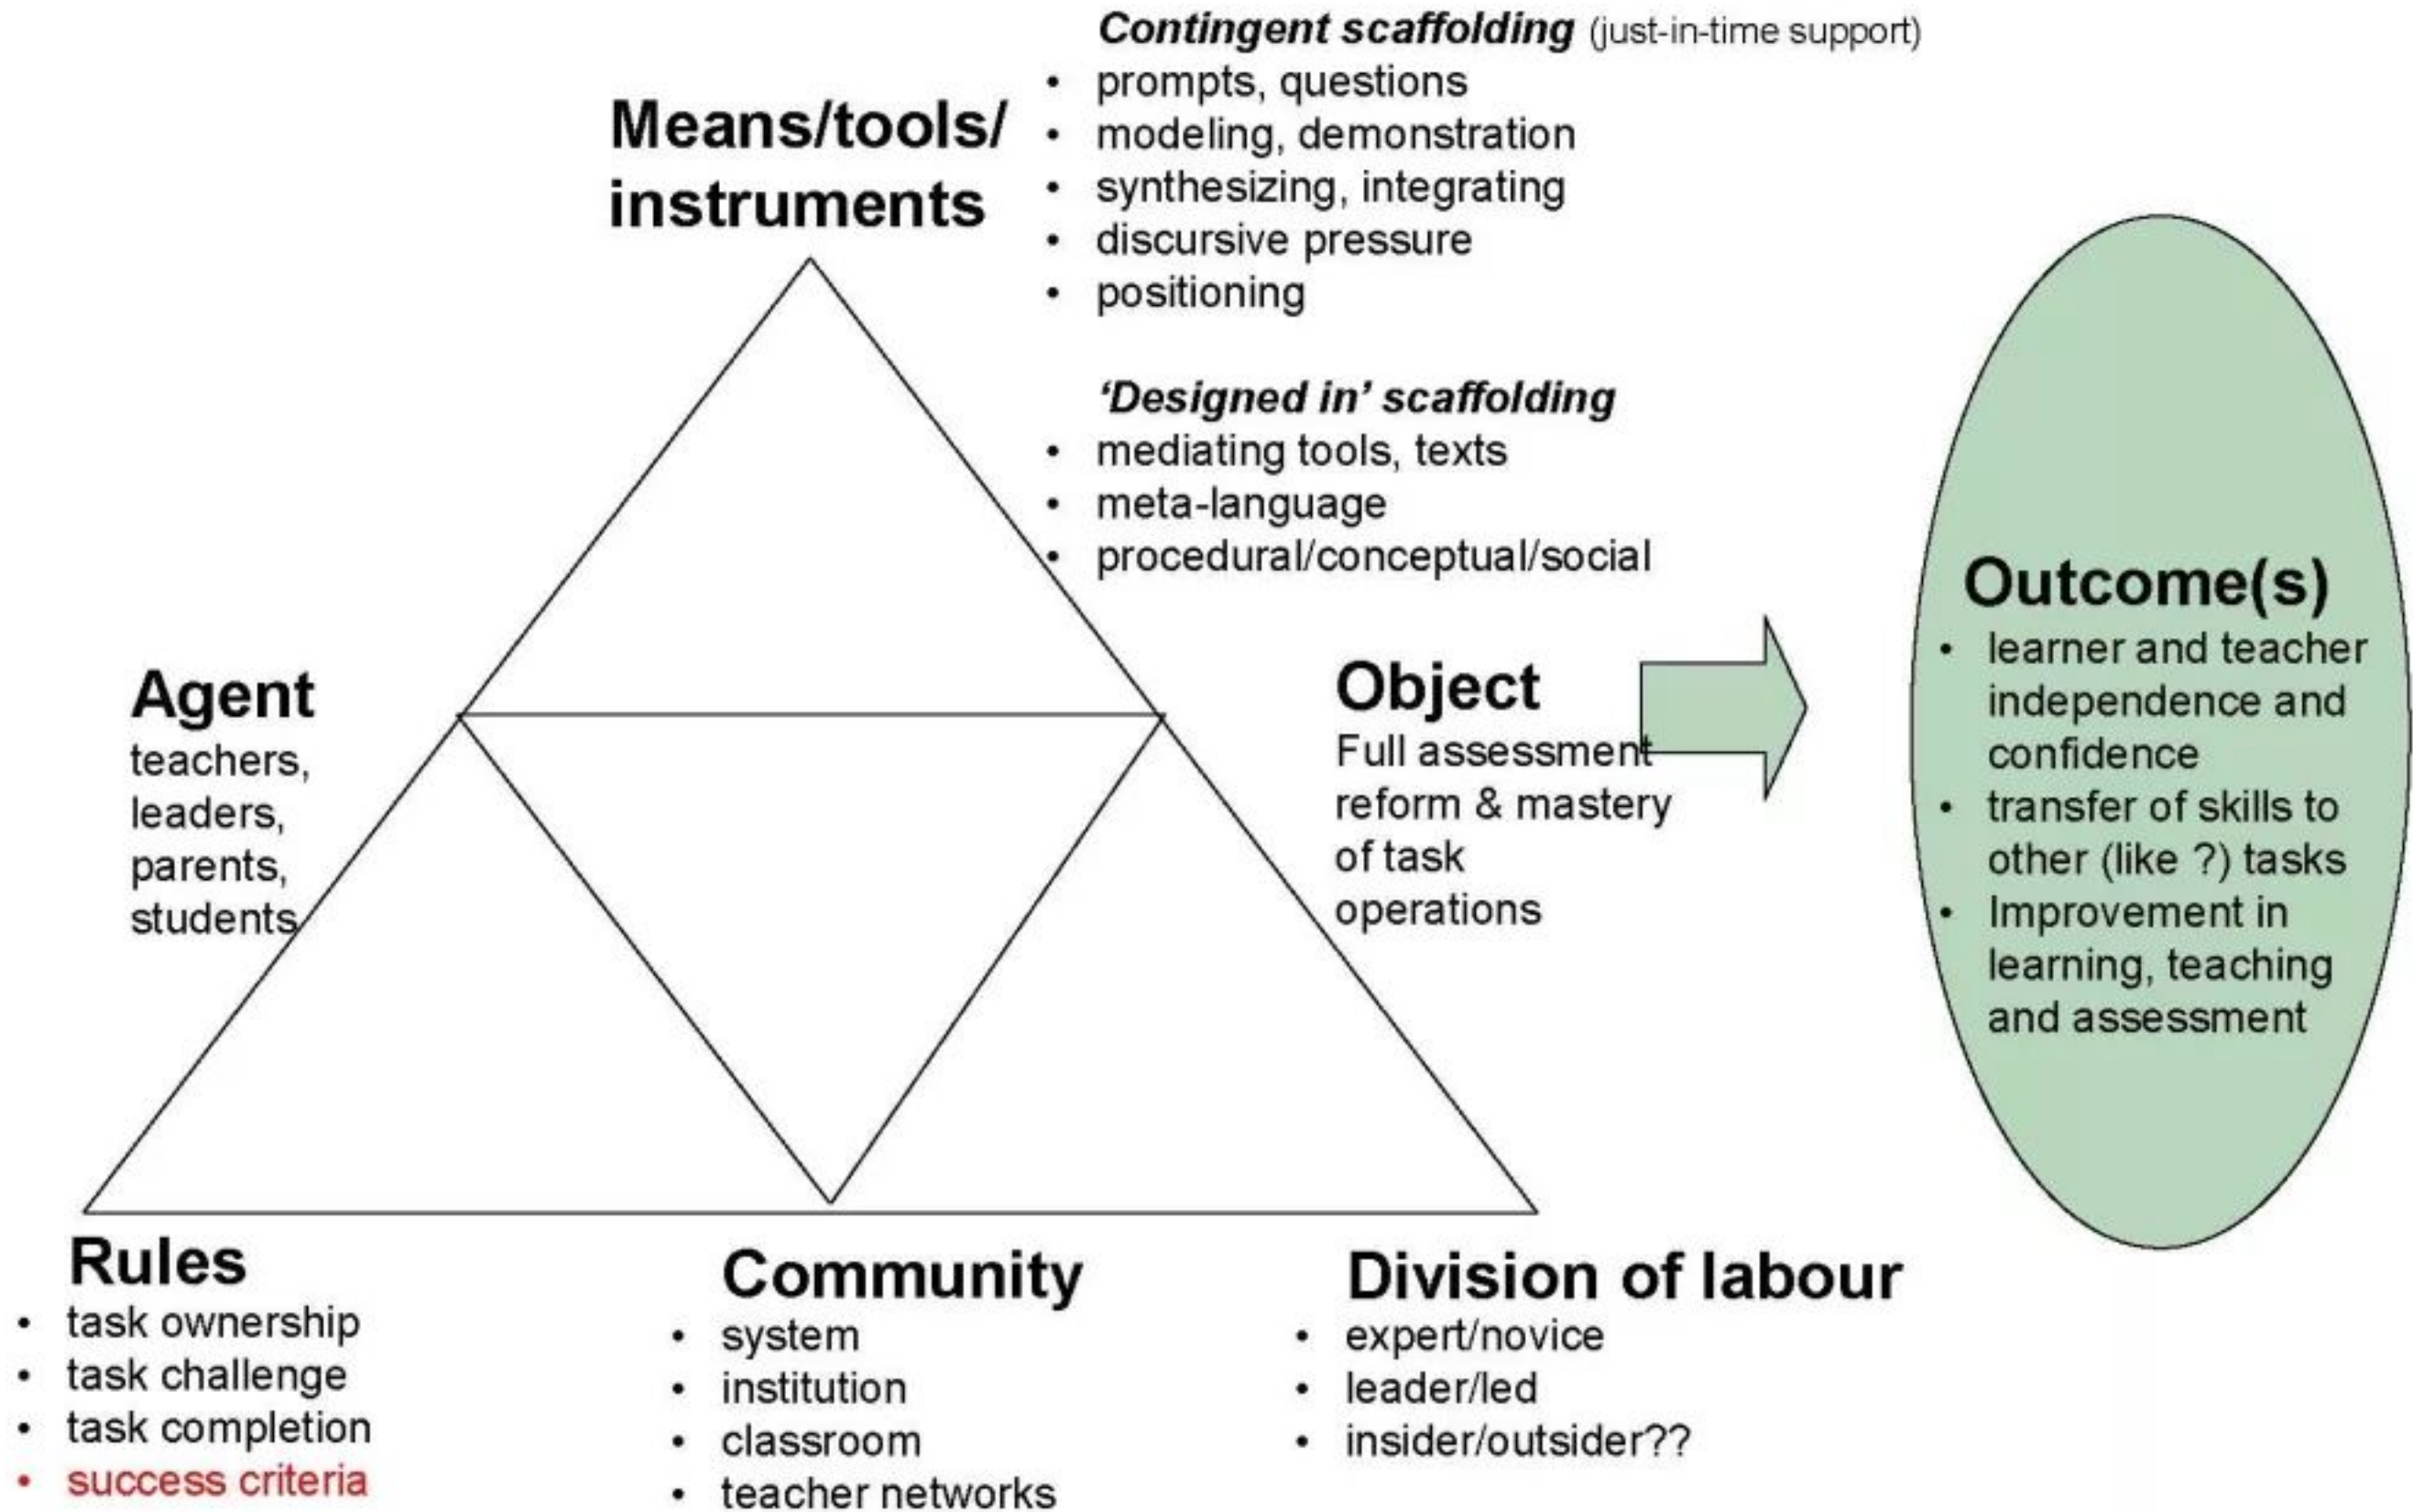 Contingent scaffolding (just-in-time support)
• prompts, questions
• modeling, demonstration
• synthesizing, integrating
• discursive pressure
• positioning
Means/tools/
instruments
‘Designed in’ scaffolding
• mediating tools, texts
• meta-language
• procedural/conceptual/social
Agent
teachers,
leaders,
parents,
students
Object
Full assessment
reform & mastery
of task
operations
Outcome(s)
• learner and teacher
independence and
confidence
• transfer of skills to
other (like ?) tasks
• Improvement in
learning, teaching
and assessment
Rules
• task ownership
• task challenge
• task completion
• success criteria
Community
• system
• institution
• classroom
• teacher networks
Division of labour
• expert/novice
• leader/led
• insider/outsider??